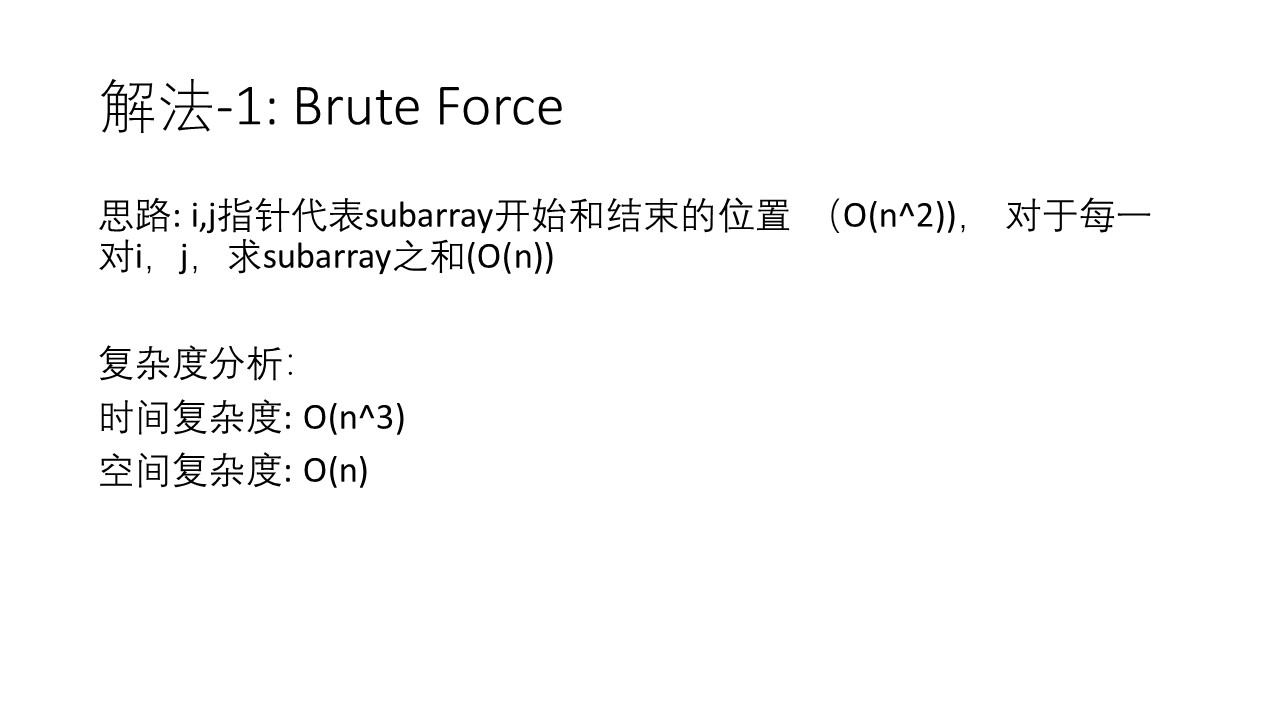 解法-1: Brute Force
思路: i,j指针代表subarray开始和结束的位置 （O(n^2))， 对于每一
对i，j， 求subarray之和(O(n))
复杂度分析：
时间复杂度: O(n^3)
空间复杂度: O(n)